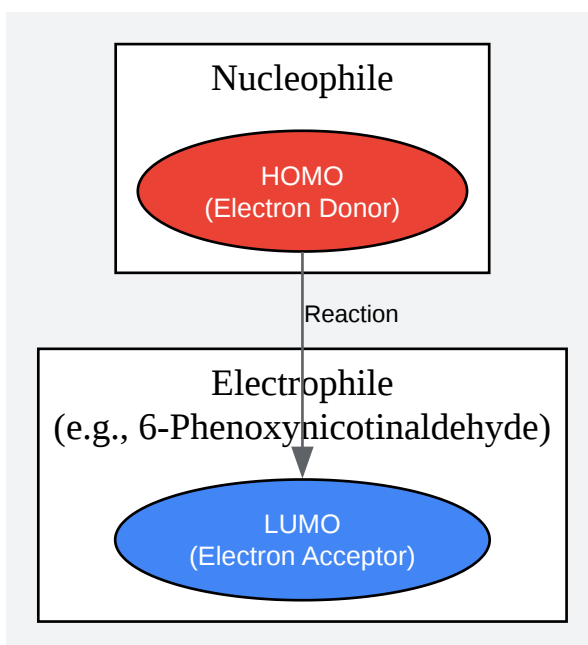 Nucleophile
HOMO
(Electron Donor)
Reaction
Electrophile
(e.g., 6-Phenoxynicotinaldehyde)
LUMO
(Electron Acceptor)